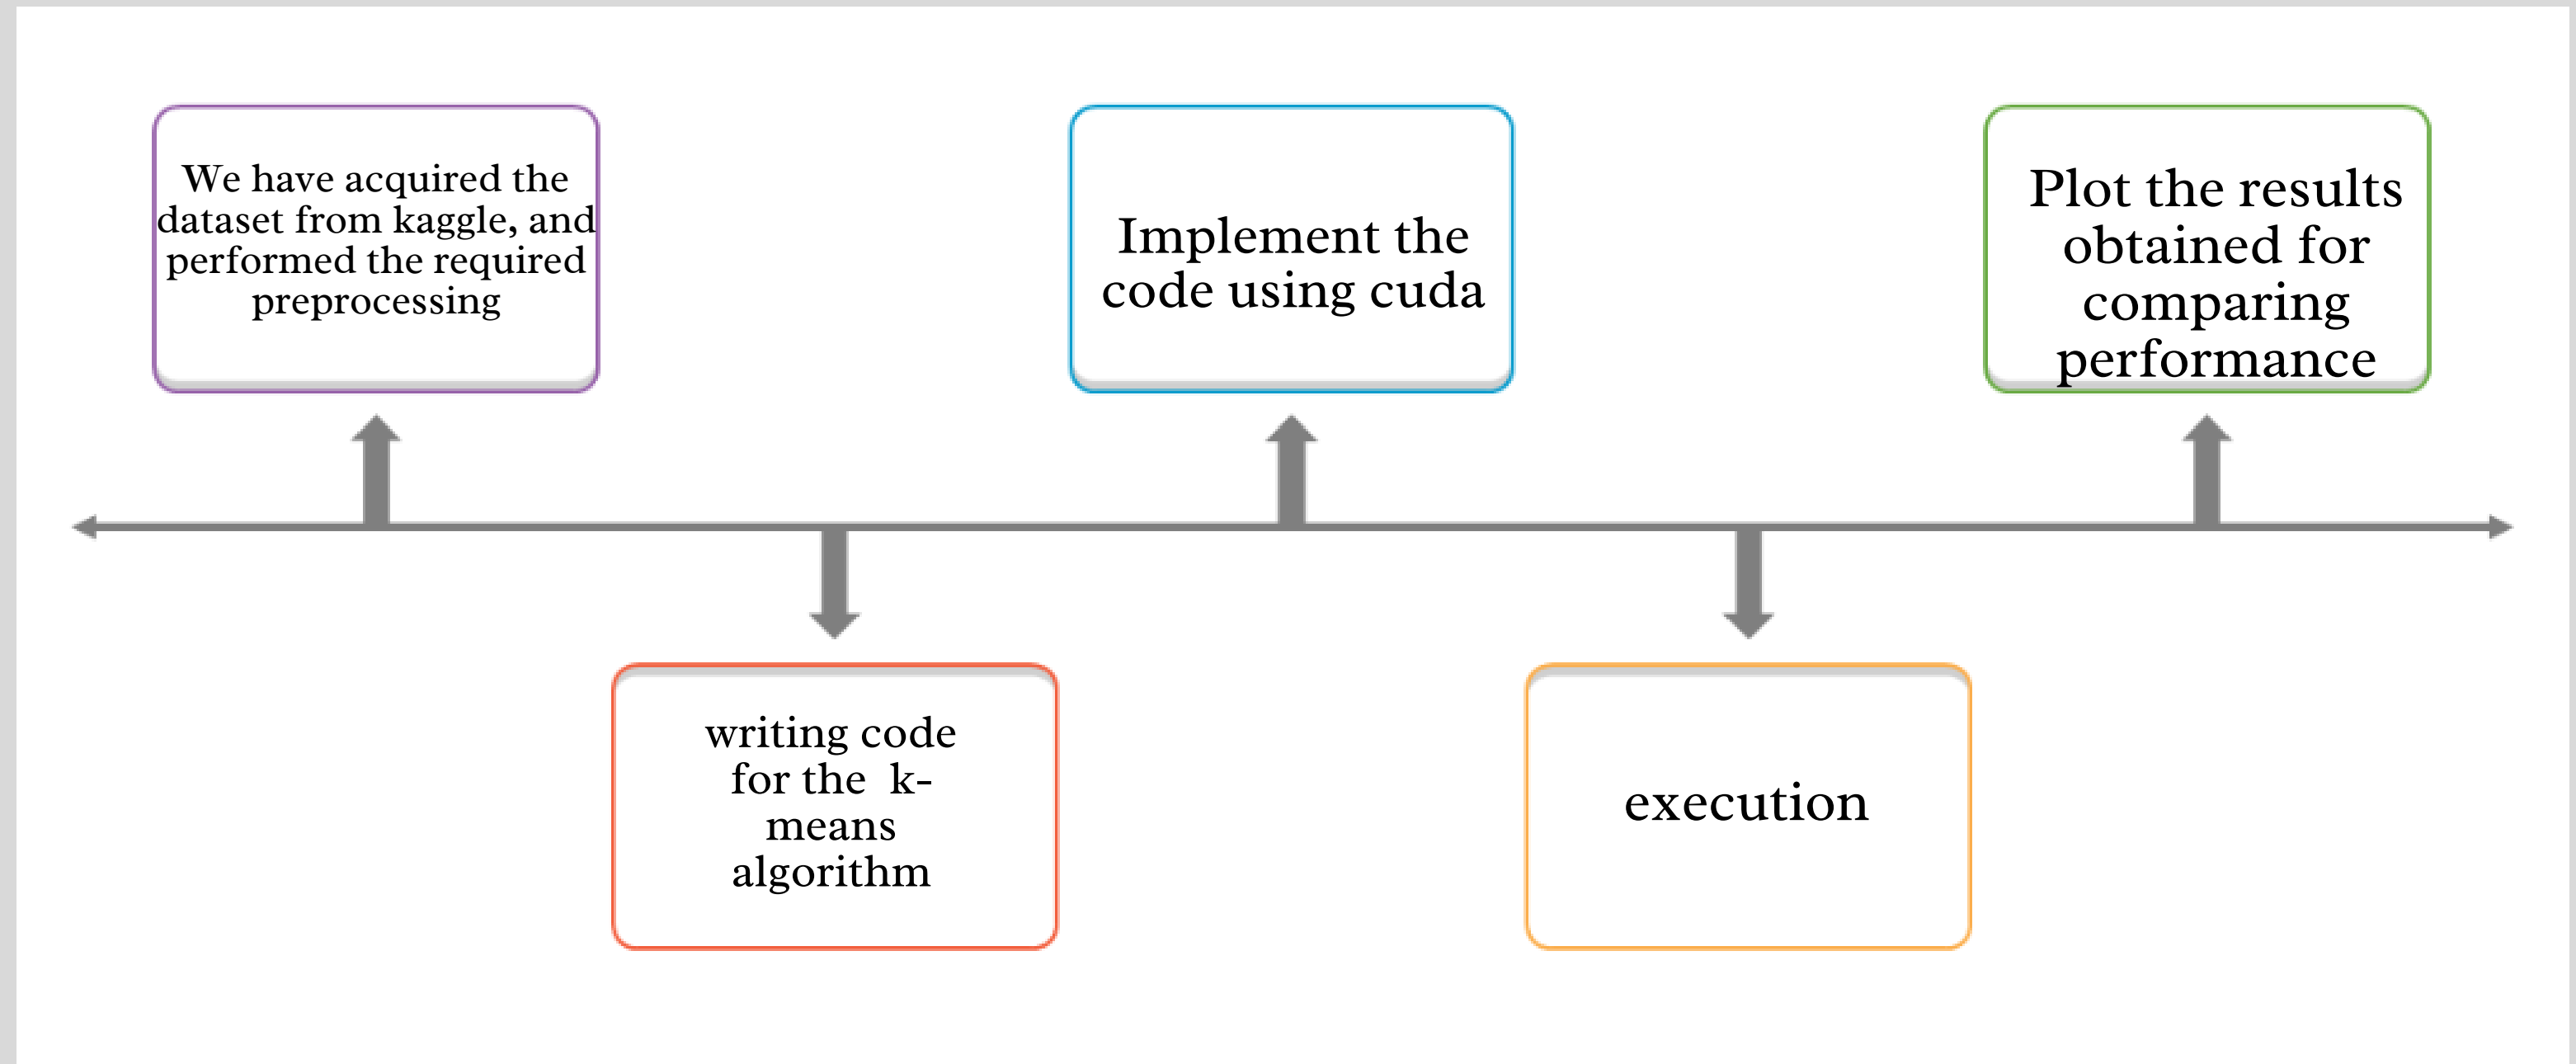 We have acquired the
dataset from kaggle, and
performed the required
preprocessing
writing code
for the  k-
means
algorithm
Implement the
code using cuda
execution
Plot the results
obtained for
comparing
performance